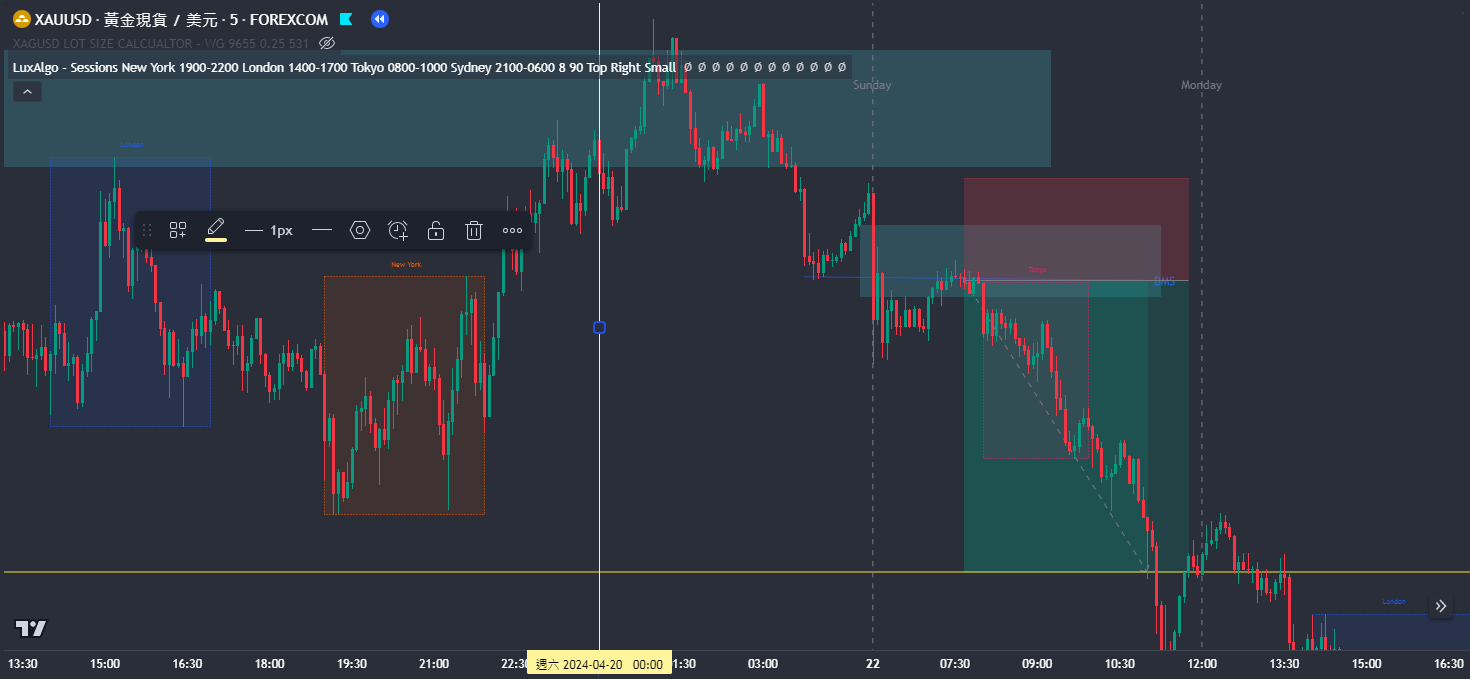 XAUUSD · 黃金現貨 / 美元 · 5 · FOREXCOM
XAGUSD LOT SIZE CALCUALTOR - WG 9655 0.25 531
LuxAlgo - Sessions New York 1900-2200 London 1400-1700 Tokyo 0800-1000 Sydney 2100-0600 8 90 Top Right Small Ø Ø Ø Ø Ø Ø Ø Ø Ø Ø Ø Ø
Sunday
Monday
London
1px
New York
Tokyo
BMS
London
13:30 15:00 16:30 18:00 19:30 21:00 22:30 週六 2024-04-20 00:00 1:30 03:00 22 07:30 09:00 10:30 12:00 13:30 15:00 16:30